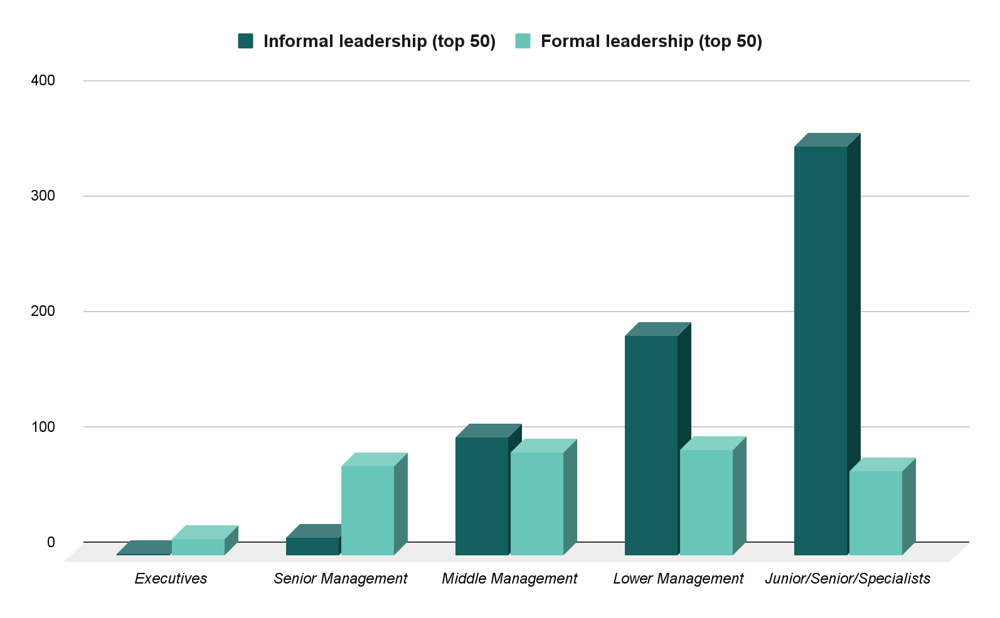 Informal leadership (top 50) Formal leadership (top 50)
400
300
200
100
0
Executives Senior Management Middle Management Lower Management Junior/Senior/Specialists